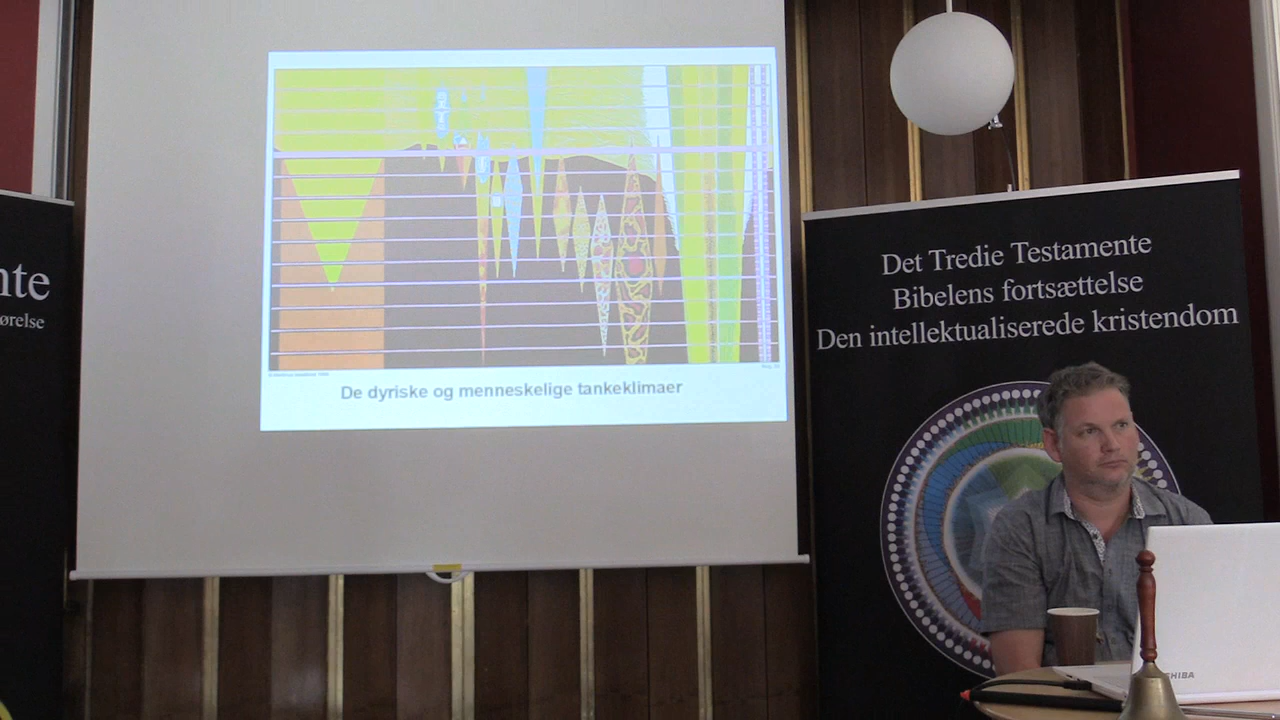 nte
ørelse
De dyriske og menneskelige tankeklimaer
Det Tredie Testamente
Bibelens fortsættelse
Den intellektualiserede kristendom
SHIBA